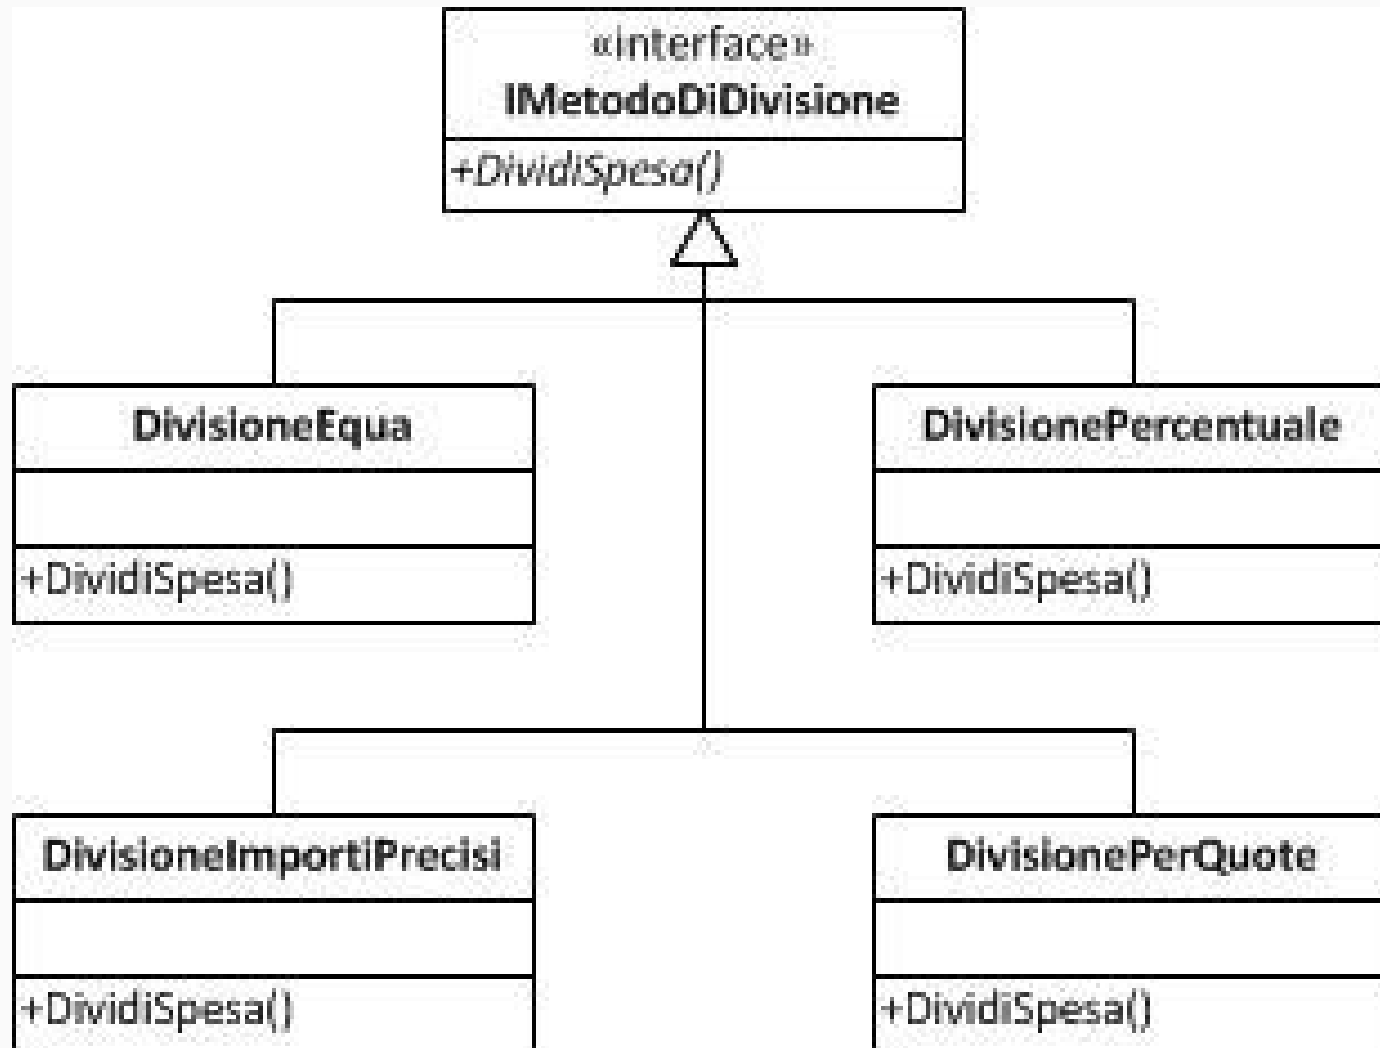 «interface»
IMetodoDiDivisione
+DividiSpesa()
DivisioneEqua
+DividiSpesa()
DivisionePercentuale
+DividiSpesa()
DivisioneImportiPrecisi
+DividiSpesa()
DivisionePerQuote
+DividiSpesa()